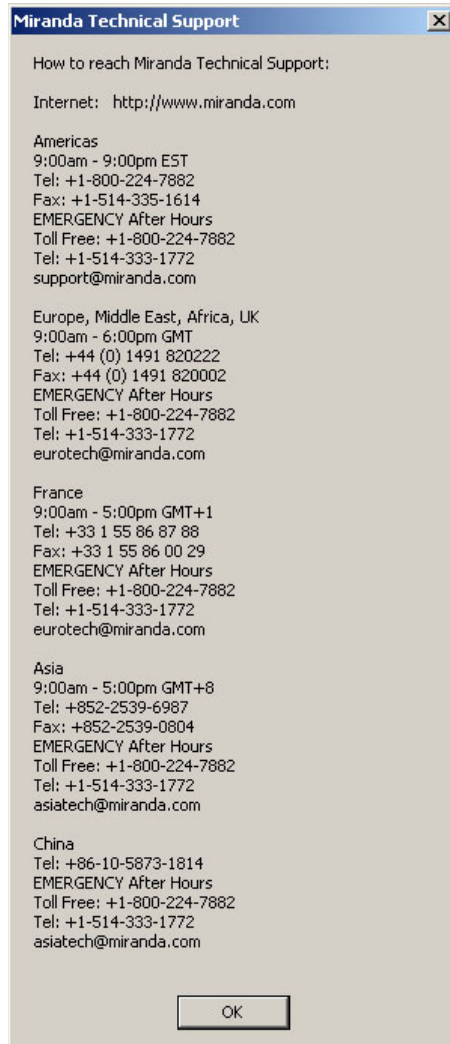 Miranda Technical Support
How to reach Miranda Technical Support:
Internet: http://www.miranda.com
Americas
9:00am - 9:00pm EST
Tel: +1-800-224-7882
Fax: +1-514-335-1614
EMERGENCY After Hours
Toll Free: +1-800-224-7882
Tel: +1-514-333-1772
support@miranda.com
Europe, Middle East, Africa, UK
9:00am - 6:00pm GMT
Tel: +44 (0) 1491 820222
Fax: +44 (0) 1491 820002
EMERGENCY After Hours
Toll Free: +1-800-224-7882
Tel: +1-514-333-1772
eurotech@miranda.com
France
9:00am - 5:00pm GMT+1
Tel: +33 1 55 86 87 88
Fax: +33 1 55 86 00 29
EMERGENCY After Hours
Toll Free: +1-800-224-7882
Tel: +1-514-333-1772
eurotech@miranda.com
Asia
9:00am - 5:00pm GMT+8
Tel: +852-2539-6987
Fax: +852-2539-0804
EMERGENCY After Hours
Toll Free: +1-800-224-7882
Tel: +1-514-333-1772
asiatech@miranda.com
China
Tel: +86-10-5873-1814
EMERGENCY After Hours
Toll Free: +1-800-224-7882
Tel: +1-514-333-1772
asiatech@miranda.com
OK